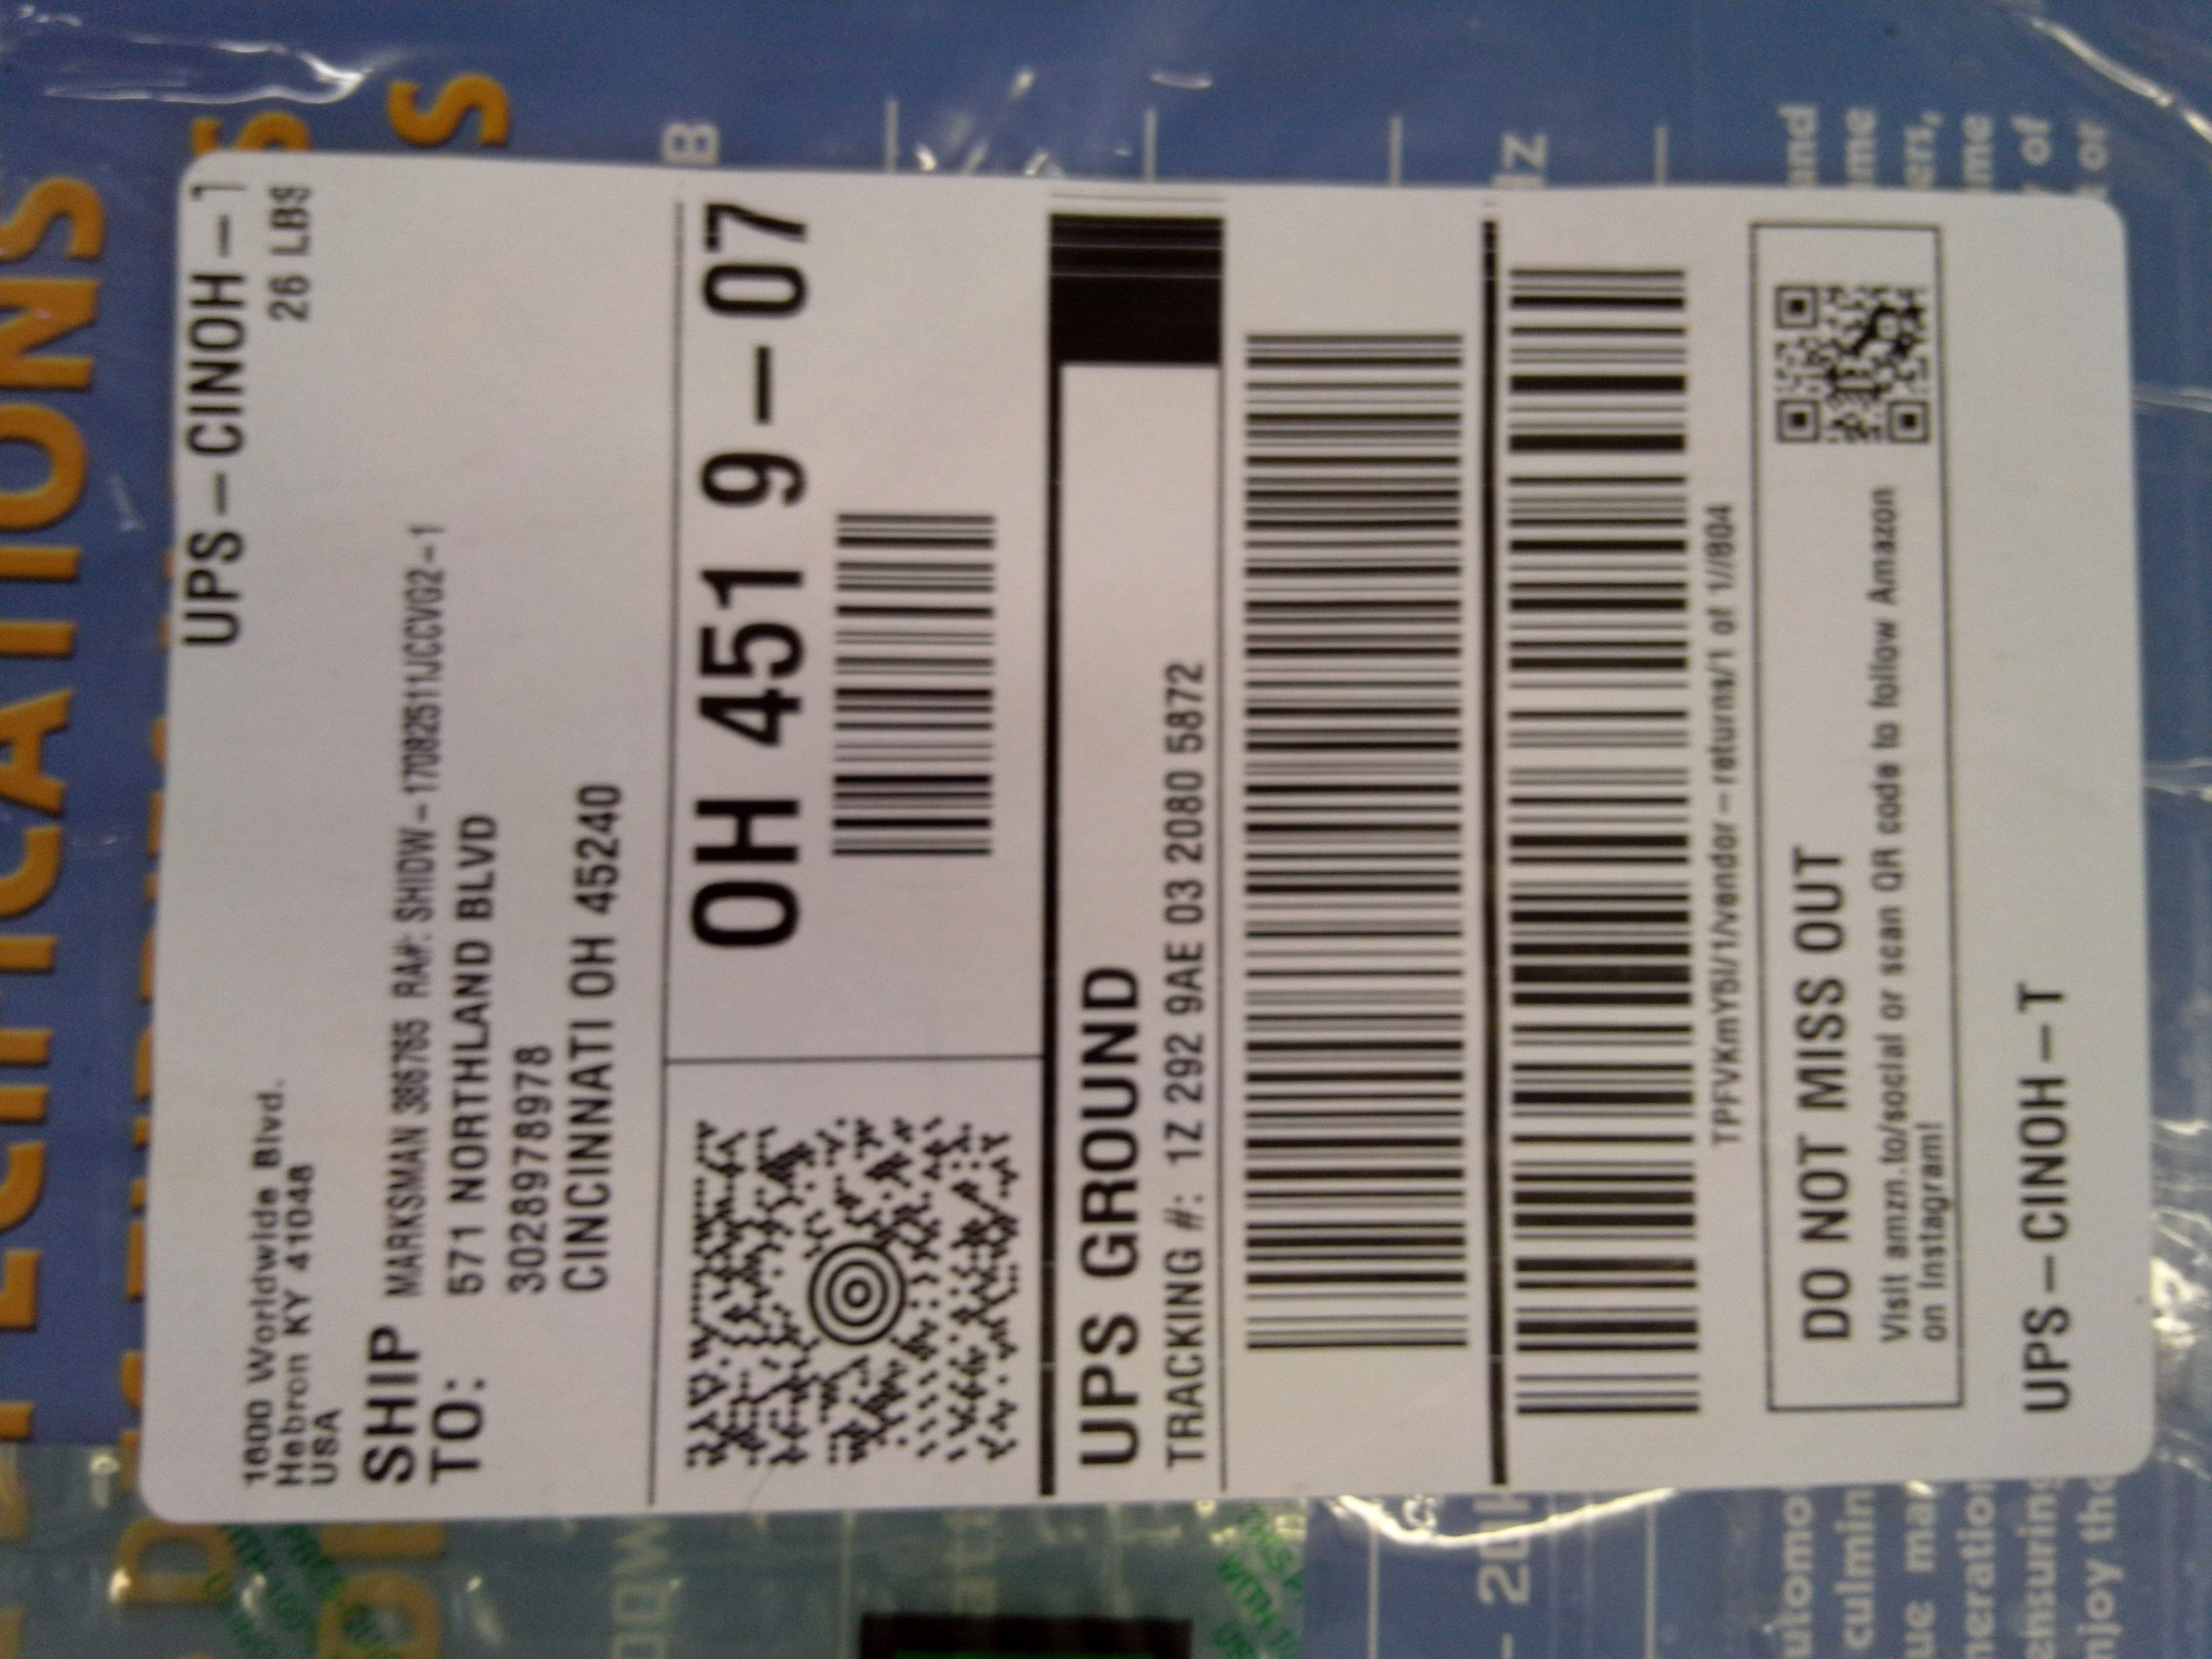 UPS-CINOH-1
26 LBS
1600 Worldwide Blvd.
Hebron KY 41048
USA
SHIP TO:
MARKSMAN 386765 RA#: SHIDW-17082511JCCVG2-1
571 NORTHLAND BLVD
3028978978
CINCINNATI OH 45240
OH 451 9-07
UPS GROUND
TRACKING #: 1Z 292 9AE 03 2080 5872
TPFVKmY5l/1/vendor-returns/1 of 1//804
DO NOT MISS OUT
Visit amzn.to/social or scan QR code to follow Amazon
on Instagram!
UPS-CINOH-T